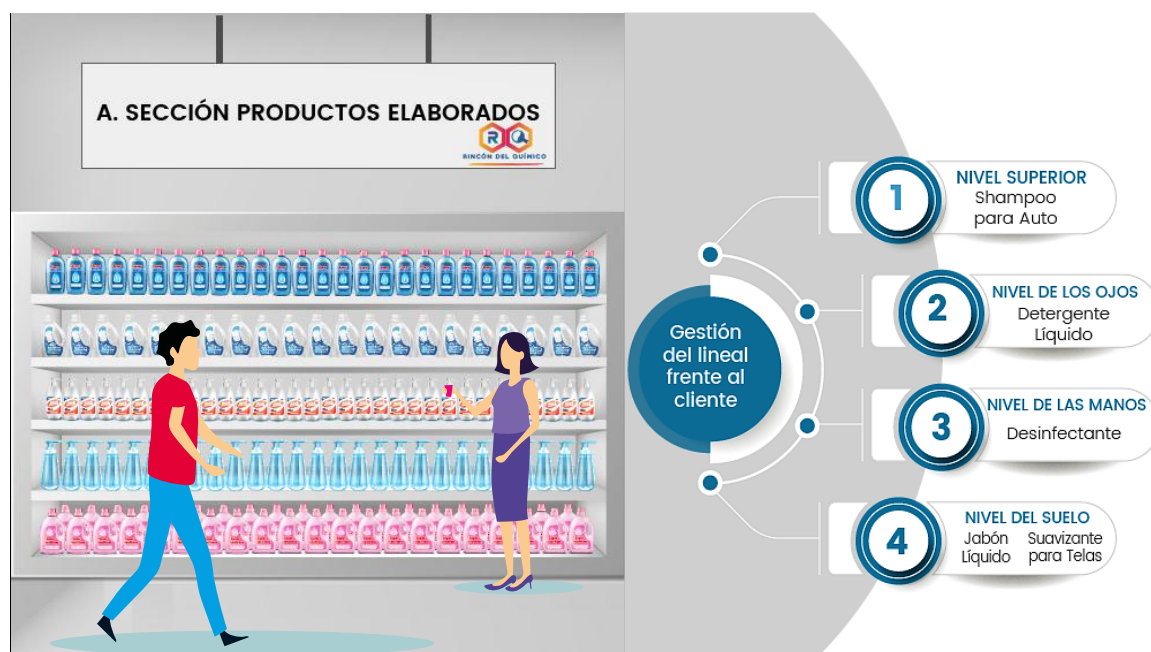 A. SECCIÓN PRODUCTOS ELABORADOS
RINCÓN DEL QUÍMICO
Gestión
del lineal
frente al
cliente
1
NIVEL SUPERIOR
Shampoo
para Auto
2
NIVEL DE LOS OJOS
Detergente
Líquido
3
NIVEL DE LAS MANOS
Desinfectante
4
NIVEL DEL SUELO
Jabón
Líquido
Suavizante
para Telas